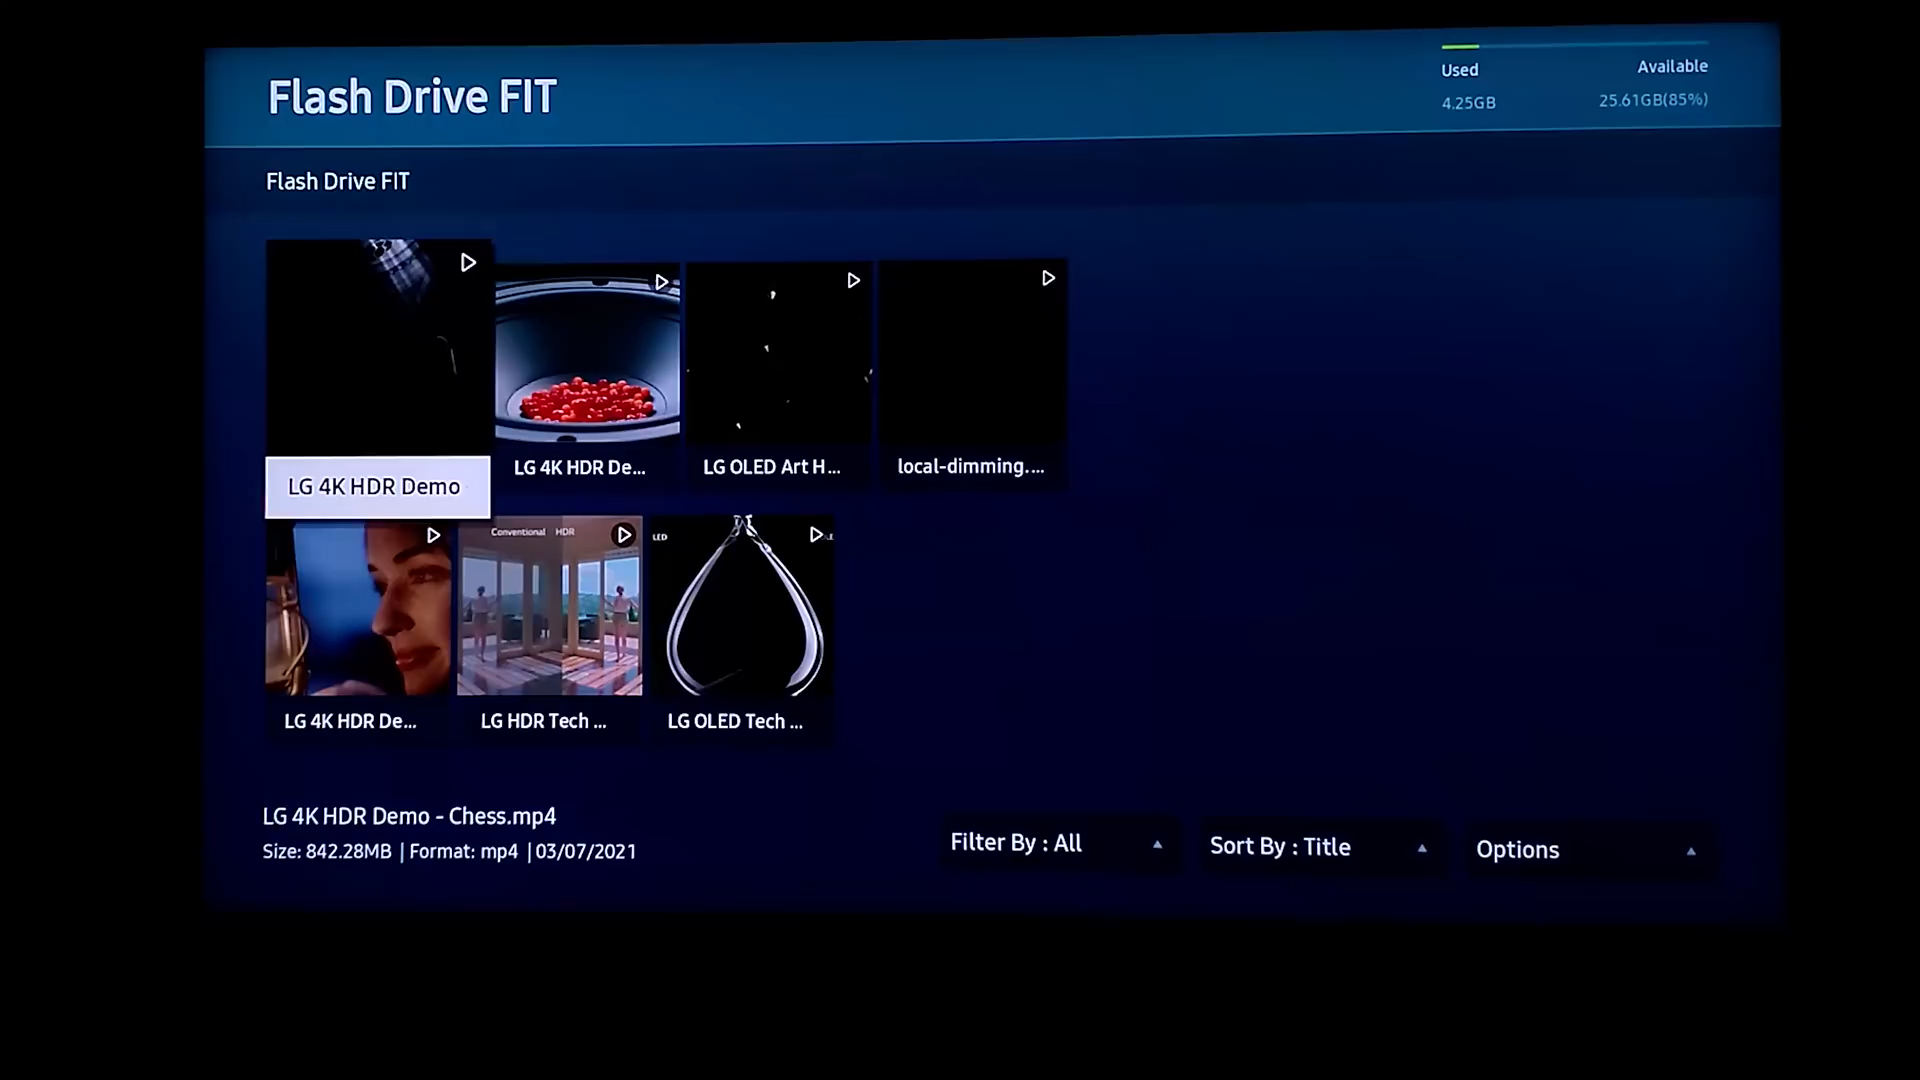 Flash Drive FIT
Used
Available
4.25GB
25.61GB(85%)
Flash Drive FIT
LG 4K HDR Demo
LG 4K HDR De...
LG OLED Art H...
local-dimming....
Conventional HDR
LED
LG 4K HDR De...
LG HDR Tech ...
LG OLED Tech ...
LG 4K HDR Demo - Chess.mp4
Size: 842.28MB | Format: mp4 | 03/07/2021
Filter By : All
Sort By : Title
Options